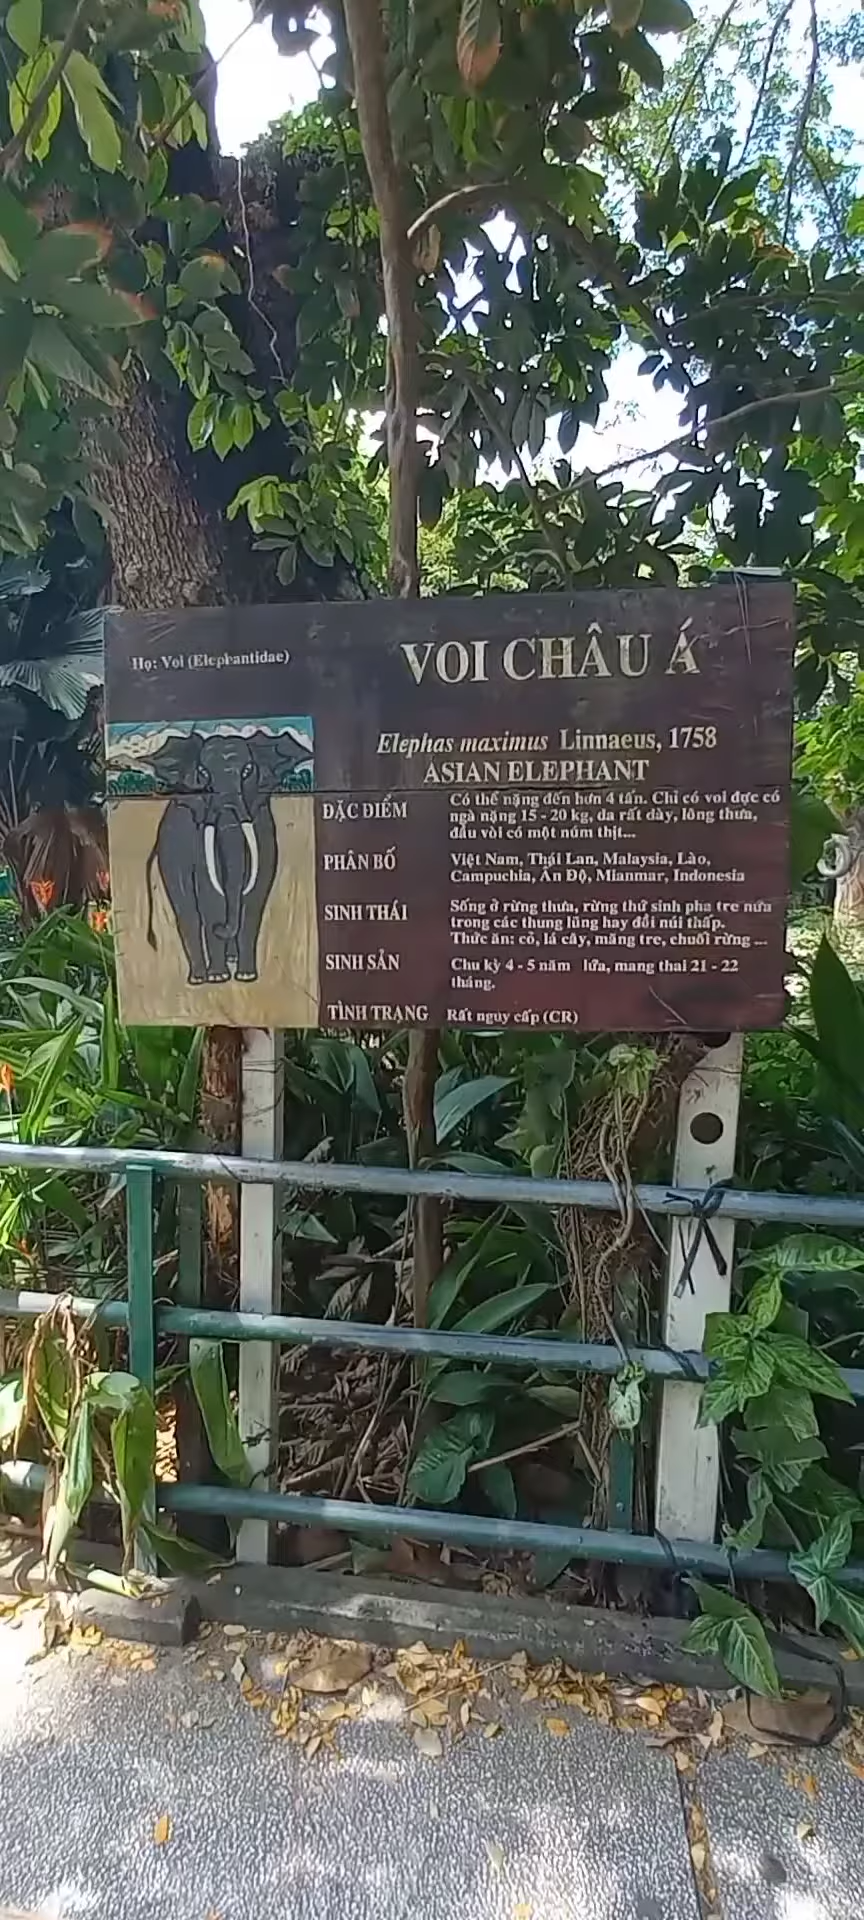 Họ: Voi (Elephantidae)
VOI CHÂU Á
Elephas maximus Linnaeus, 1758
ASIAN ELEPHANT
ĐẶC ĐIỂM
Có thể nặng đến hơn 4 tấn. Chỉ có voi đực có
ngà nặng 15 - 20 kg, da rất dày, lông thưa,
đầu vòi có một núm thịt...
PHÂN BỐ
Việt Nam, Thái Lan, Malaysia, Lào,
Campuchia, Ấn Độ, Mianmar, Indonesia
SINH THÁI
Sống ở rừng thưa, rừng thứ sinh pha tre nứa
trong các thung lũng hay đồi núi thấp.
Thức ăn: cỏ, lá cây, măng tre, chuối rừng ...
SINH SẢN
Chu kỳ 4 - 5 năm lứa, mang thai 21 - 22
tháng.
TÌNH TRẠNG
Rất nguy cấp (CR)